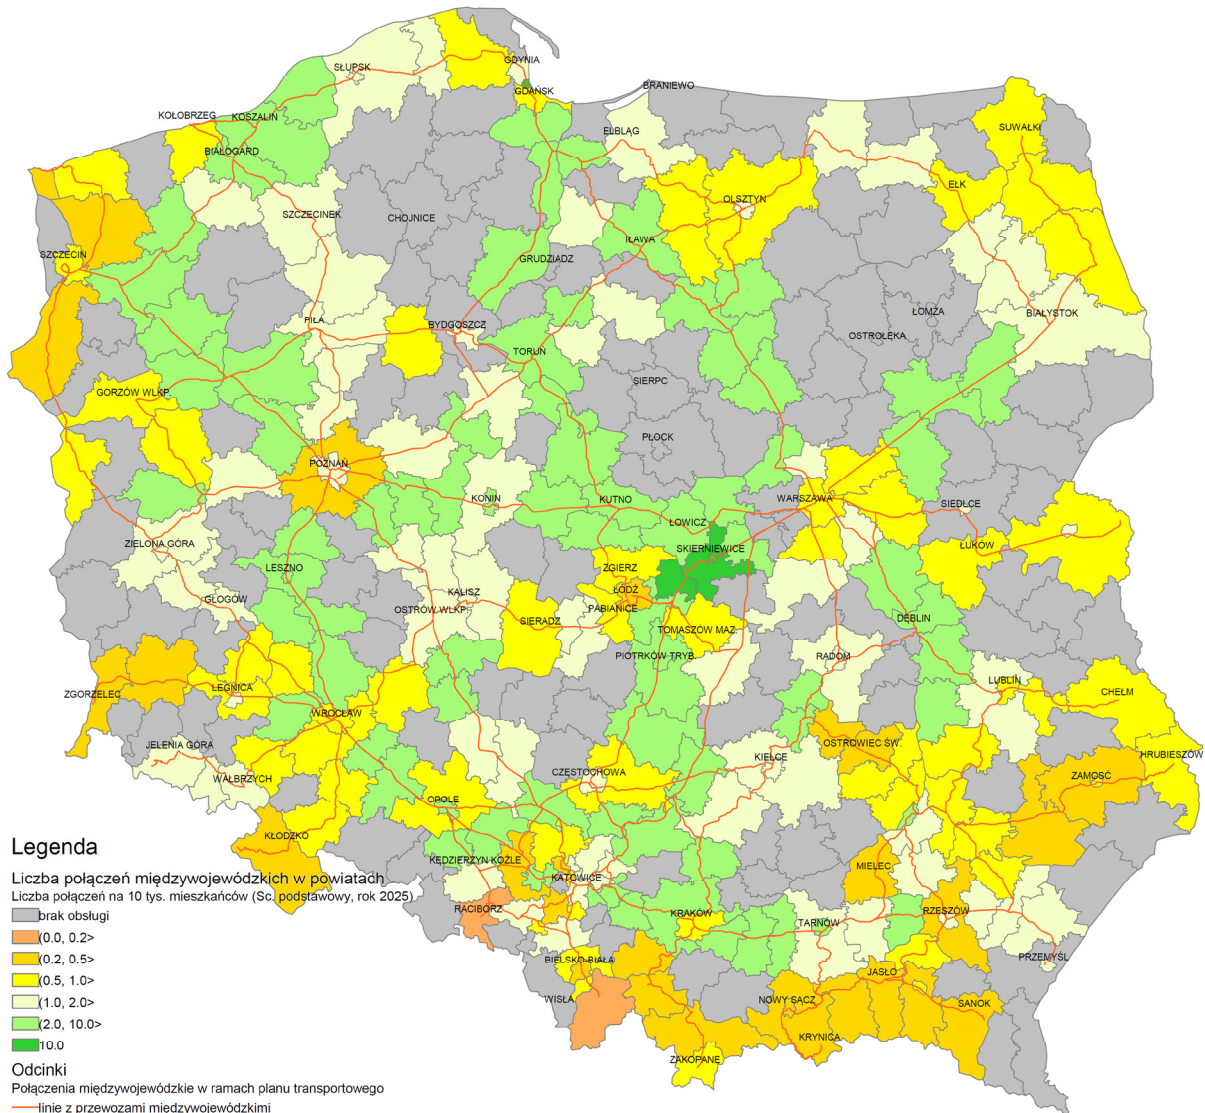 GDYNIA
SŁUPSK
BRANIEWO
GDAŃSK
KOŁOBRZEG
KOSZALIN
SUWAŁKI
ELBLĄG
BIAŁOGARD
EŁK
OLSZTYN
SZCZECINEK
CHOJNICE
IŁAWA
SZCZECIN
GRUDZIADZ
ŁOMZA
BIAŁYSTOK
PIŁA
BYDGOSZCZ
OSTROŁĘKA
TORUŃ
SIERPC
GORZÓW WLKP.
PŁOCK
POZNAŃ
KONIN
KUTNO
WARSZAWA
SIEDLCE
ŁOWICZ
ZIELONA GÓRA
SKIERNIEWICE
ŁUKÓW
LESZNO
ZGIERZ
ŁÓDŹ
KALISZ
GŁOGÓW
OSTRÓW WLKP.
PABIANICE
DĘBLIN
SIERADZ
TOMASZÓW MAZ.
PIOTRKÓW TRYB.
RADOM
ZGORZELEC
LEGNICA
LUBLIN
CHEŁM
WROCŁAW
JELENIA GÓRA
OSTROWIEC ŚW.
HRUBIESZÓW
KIELCE
WAŁBRZYCH
CZĘSTOCHOWA
ZAMOŚĆ
OPOLE
KŁODZKO
KĘDZIERZYN KOŹLE
MIELEC
KATOWICE
RACIBÓRZ
KRAKÓW
TARNÓW
RZESZÓW
BIELSKO-BIAŁA
PRZEMYŚL
JASŁO
WISŁA
NOWY SĄCZ
SANOK
KRYNICA
ZAKOPANE
Legenda
Liczba połączeń międzywojewódzkich w powiatach
Liczba połączeń na 10 tys. mieszkańców (Sc. podstawowy, rok 2025)
brak obsługi
(0.0, 0.2>
(0.2, 0.5>
(0.5, 1.0>
(1.0, 2.0>
(2.0, 10.0>
10.0
Odcinki
Połączenia międzywojewódzkie w ramach planu transportowego
linie z przewozami międzywojewódzkimi